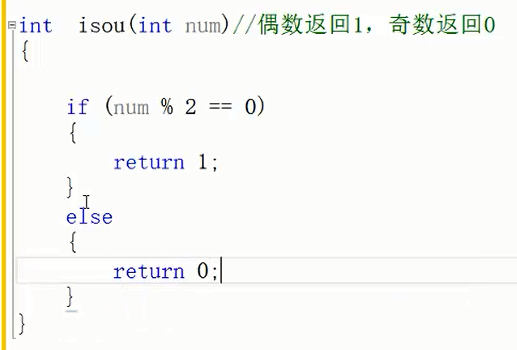 int  isou(int num)//偶数返回1，奇数返回0
{
if (num % 2 == 0)
{
return 1;
}
else
{
return 0;
}
}